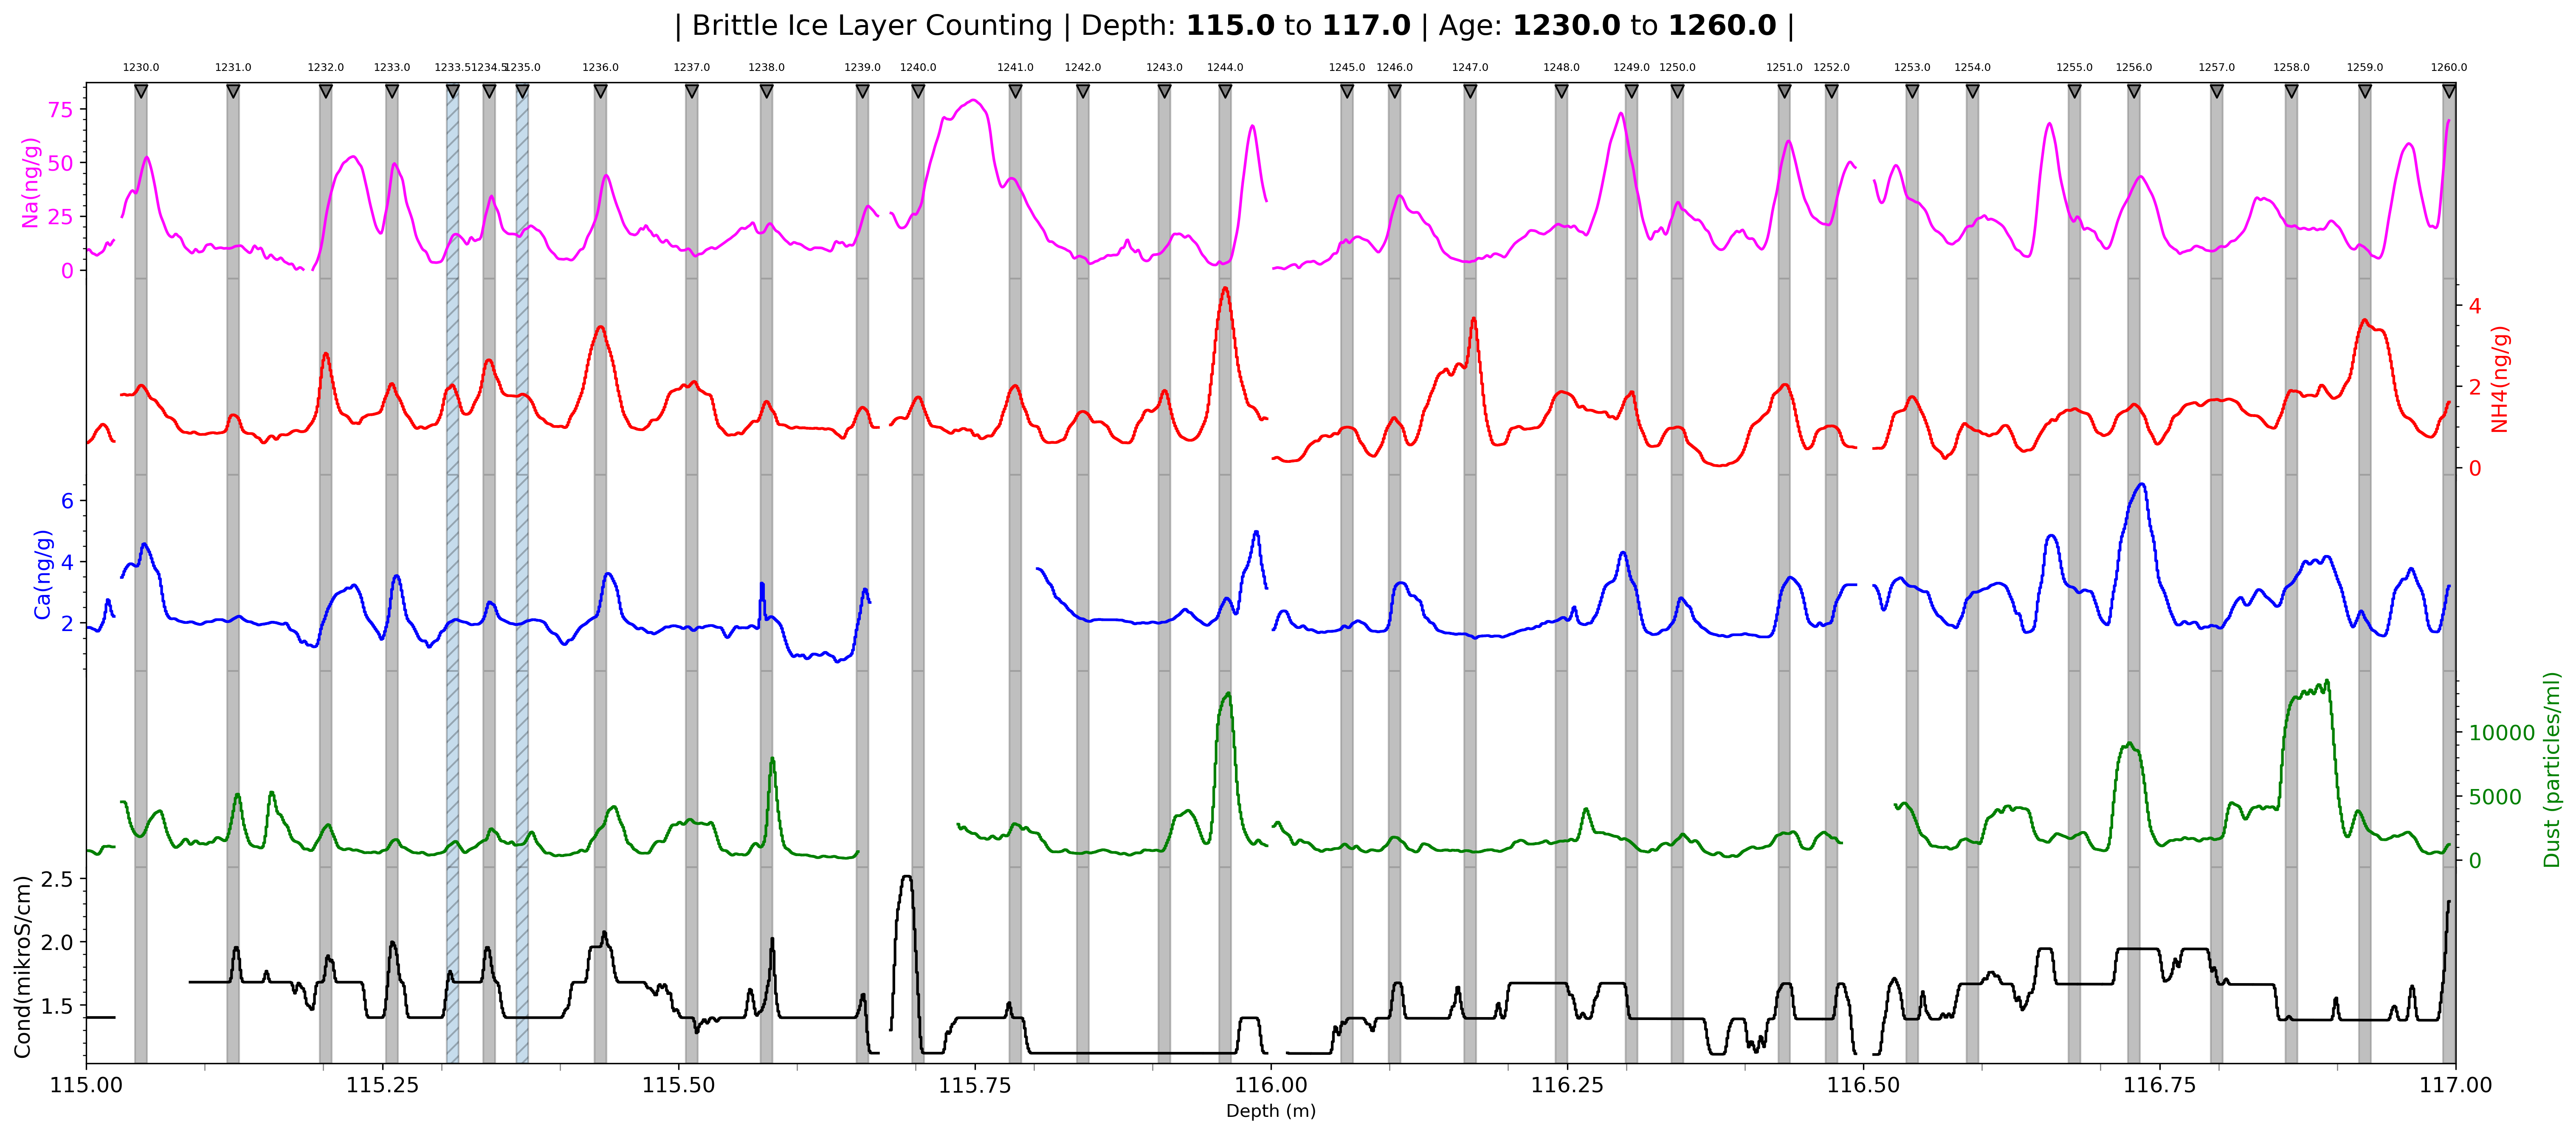 | Brittle Ice Layer Counting | Depth: 115.0 to 117.0 | Age: 1230.0 to 1260.0 |
1230.0 1231.0 1232.0 1233.0 1233.5 1234.5 1235.0 1236.0 1237.0 1238.0 1239.0 1240.0 1241.0 1242.0 1243.0 1244.0 1245.0 1246.0 1247.0 1248.0 1249.0 1250.0 1251.0 1252.0 1253.0 1254.0 1255.0 1256.0 1257.0 1258.0 1259.0 1260.0
Na(ng/g)
75
50
25
0
NH4(ng/g)
4
2
0
Ca(ng/g)
6
4
2
Dust (particles/ml)
10000
5000
0
Cond(mikroS/cm)
2.5
2.0
1.5
115.00 115.25 115.50 115.75 116.00 116.25 116.50 116.75 117.00
Depth (m)